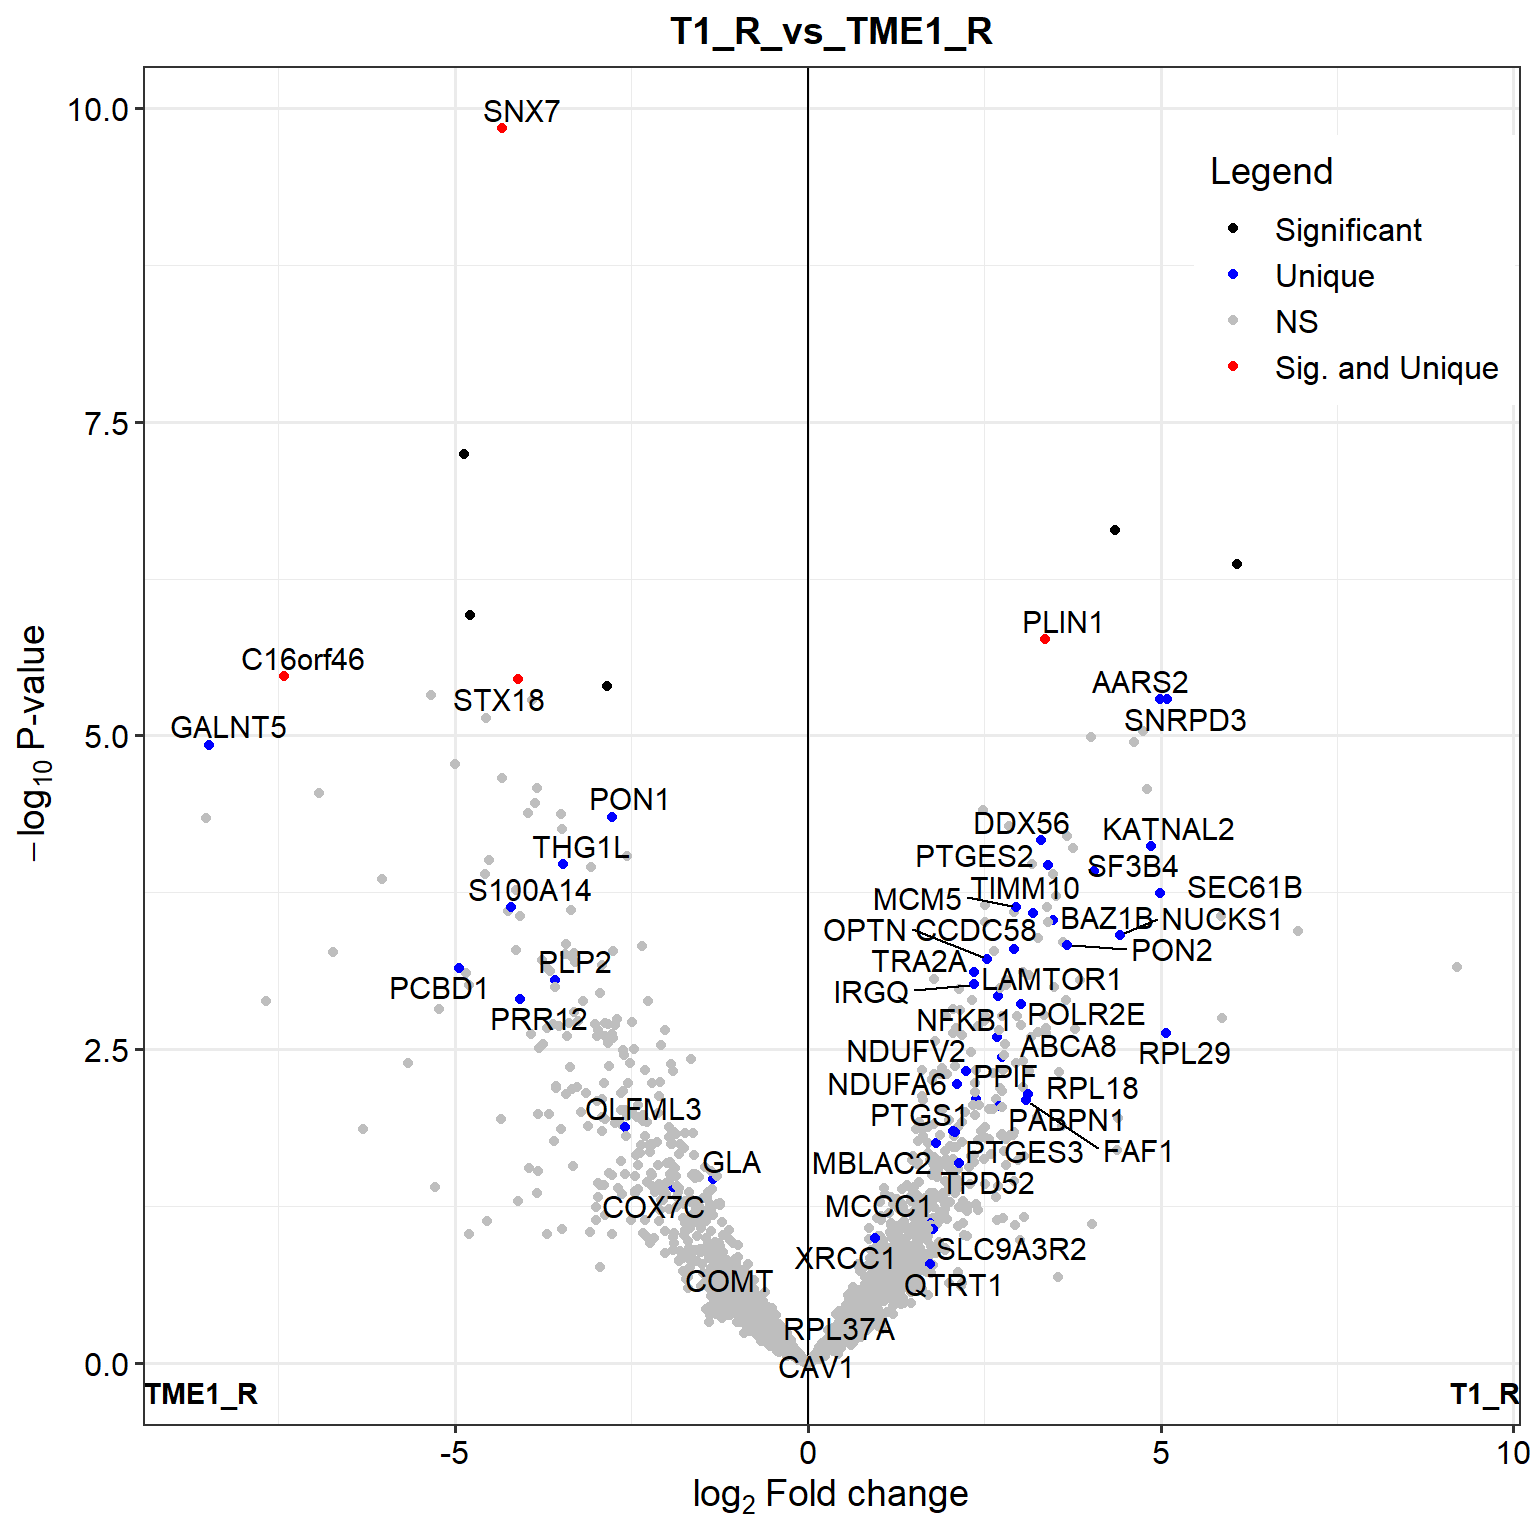 T1_R_vs_TME1_R
10.0
7.5
5.0
2.5
0.0
−log10 P-value
Legend
Significant
Unique
NS
Sig. and Unique
SNX7
PLIN1
C16orf46
STX18
AARS2
GALNT5
SNRPD3
PON1
DDX56
KATNAL2
THG1L
PTGES2
SF3B4
S100A14
TIMM10
SEC61B
MCM5
BAZ1B
NUCKS1
OPTN
CCDC58
PON2
PLP2
TRA2A
LAMTOR1
PCBD1
IRGQ
PRR12
NFKB1
POLR2E
NDUFV2
ABCA8
RPL29
NDUFA6
PPIF
RPL18
OLFML3
PTGS1
PABPN1
GLA
MBLAC2
PTGES3
FAF1
TPD52
COX7C
MCCC1
XRCC1
SLC9A3R2
COMT
QTRT1
RPL37A
CAV1
TME1_R
T1_R
-5
0
5
10
log2 Fold change